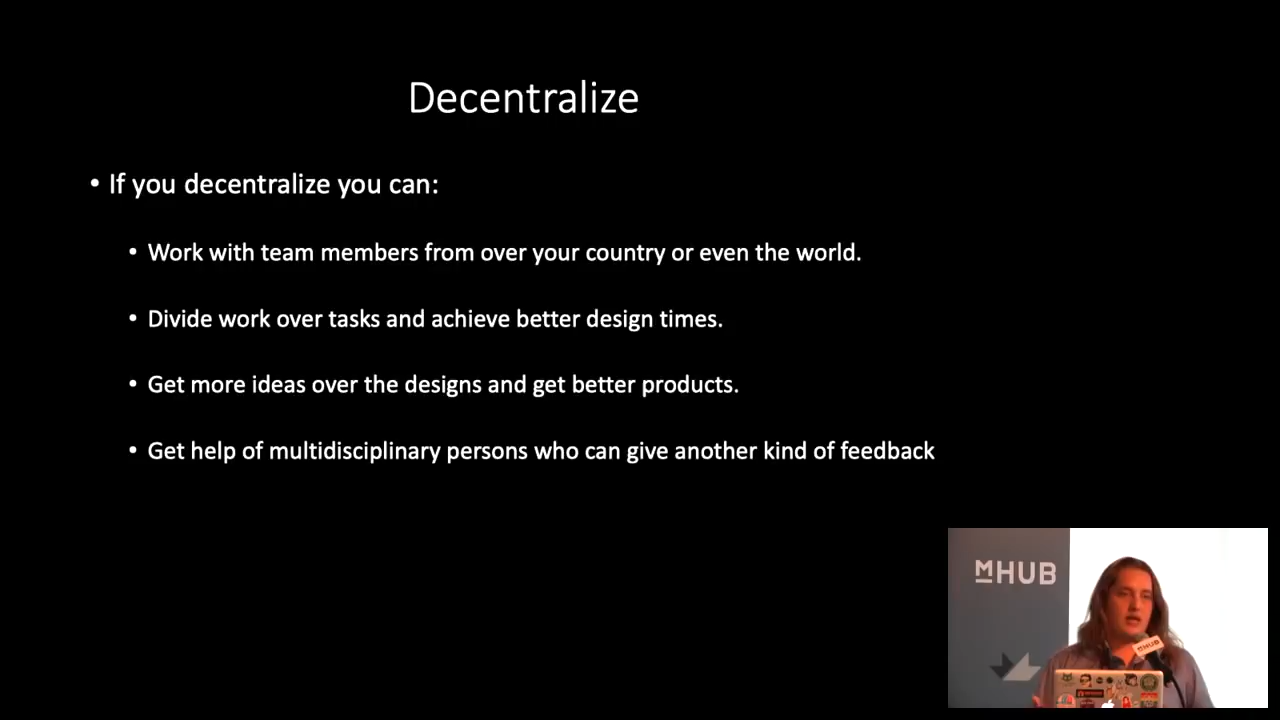 Decentralize
• If you decentralize you can:
• Work with team members from over your country or even the world.
• Divide work over tasks and achieve better design times.
• Get more ideas over the designs and get better products.
• Get help of multidisciplinary persons who can give another kind of feedback
MHUB
MHUB